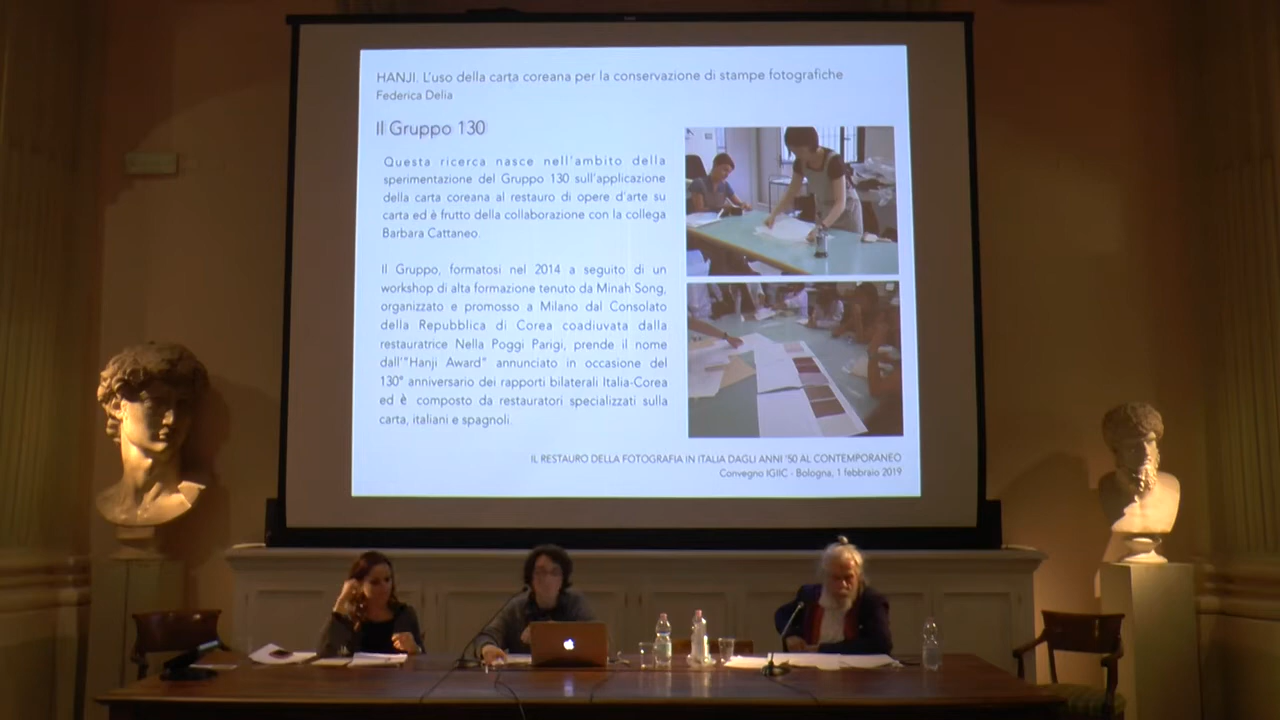 HANJI. L'uso della carta coreana per la conservazione di stampe fotografiche
Federica Delia
Il Gruppo 130
Questa ricerca nasce nell'ambito della
sperimentazione del Gruppo 130 sull'applicazione
della carta coreana al restauro di opere d'arte su
carta ed è frutto della collaborazione con la collega
Barbara Cattaneo.
Il Gruppo, formatosi nel 2014 a seguito di un
workshop di alta formazione tenuto da Minah Song,
organizzato e promosso a Milano dal Consolato
della Repubblica di Corea coadiuvata dalla
restauratrice Nella Poggi Parigi, prende il nome
dall'"Hanji Award" annunciato in occasione del
130° anniversario dei rapporti bilaterali Italia-Corea
ed è composto da restauratori specializzati sulla
carta, italiani e spagnoli.
IL RESTAURO DELLA FOTOGRAFIA IN ITALIA DAGLI ANNI '50 AL CONTEMPORANEO
Convegno IGIIC - Bologna, 1 febbraio 2019